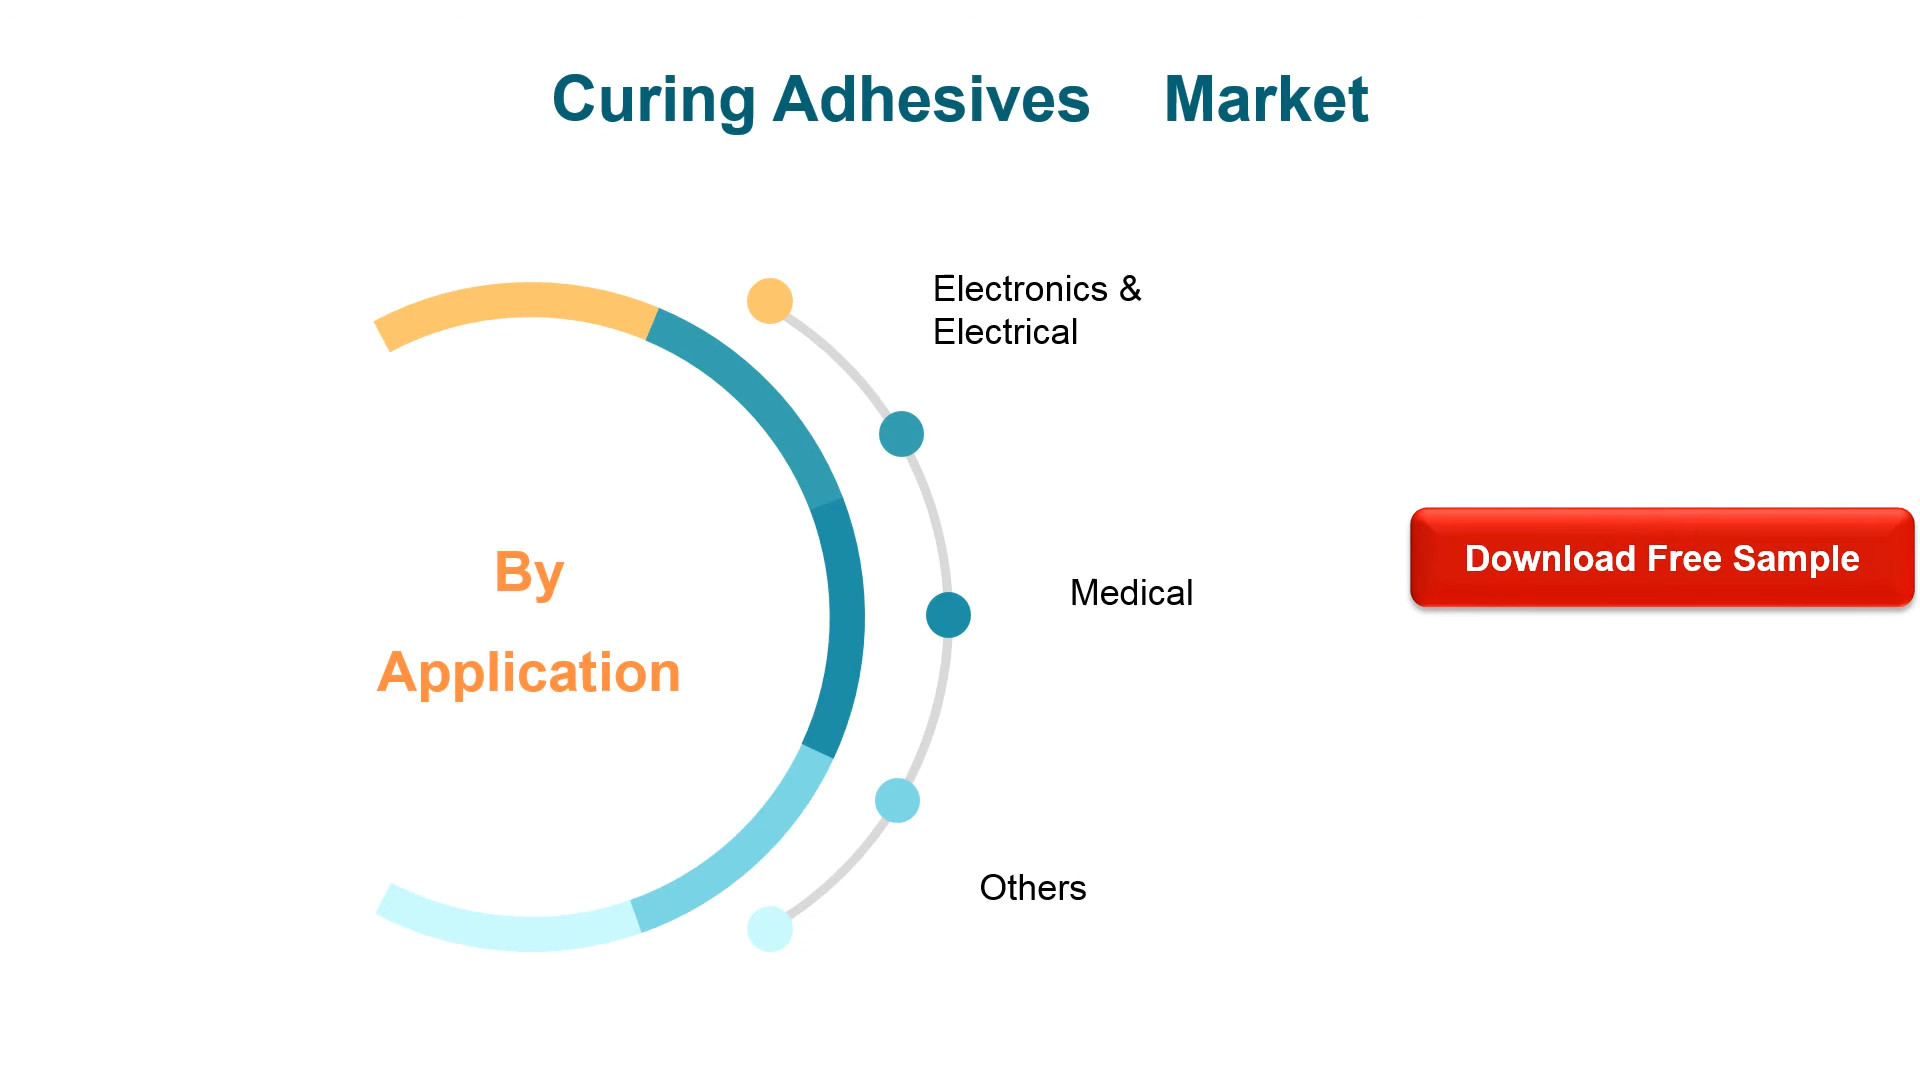 Curing Adhesives Market
Electronics &
Electrical
By
Application
Medical
Download Free Sample
Others